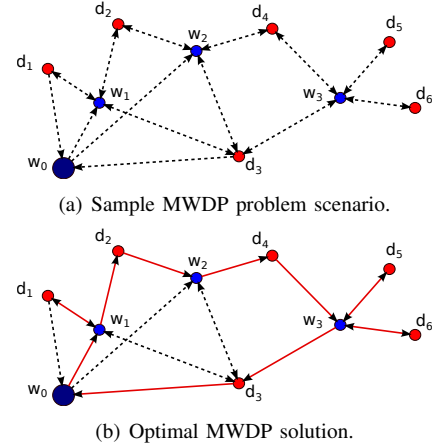 d2
w2
d4
d5
d1
w1
w3
d6
w0
d3
(a) Sample MWDP problem scenario.
d2
w2
d4
d5
d1
w1
w3
d6
w0
d3
(b) Optimal MWDP solution.